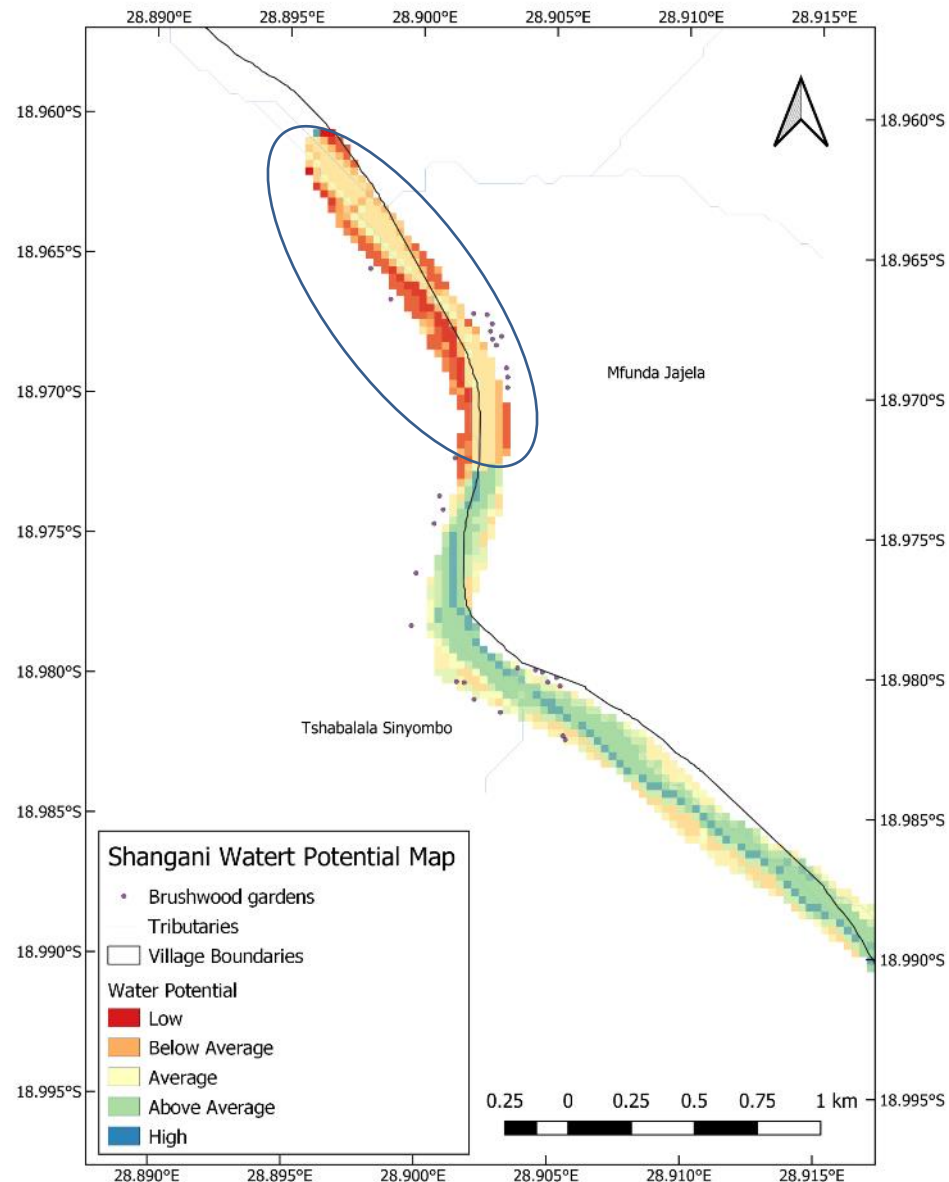 28.890°E 28.895°E 28.900°E 28.905°E 28.910°E 28.915°E
18.960°S 18.960°S
18.965°S 18.965°S
Mfunda Jajela
18.970°S 18.970°S
18.975°S 18.975°S
18.980°S 18.980°S
Tshabalala Sinyombo
18.985°S 18.985°S
Shangani Watert Potential Map
Brushwood gardens
Tributaries
Village Boundaries
Water Potential
Low
Below Average
Average
Above Average
High
18.990°S 18.990°S
18.995°S 18.995°S
0.25 0 0.25 0.5 0.75 1 km
28.890°E 28.895°E 28.900°E 28.905°E 28.910°E 28.915°E